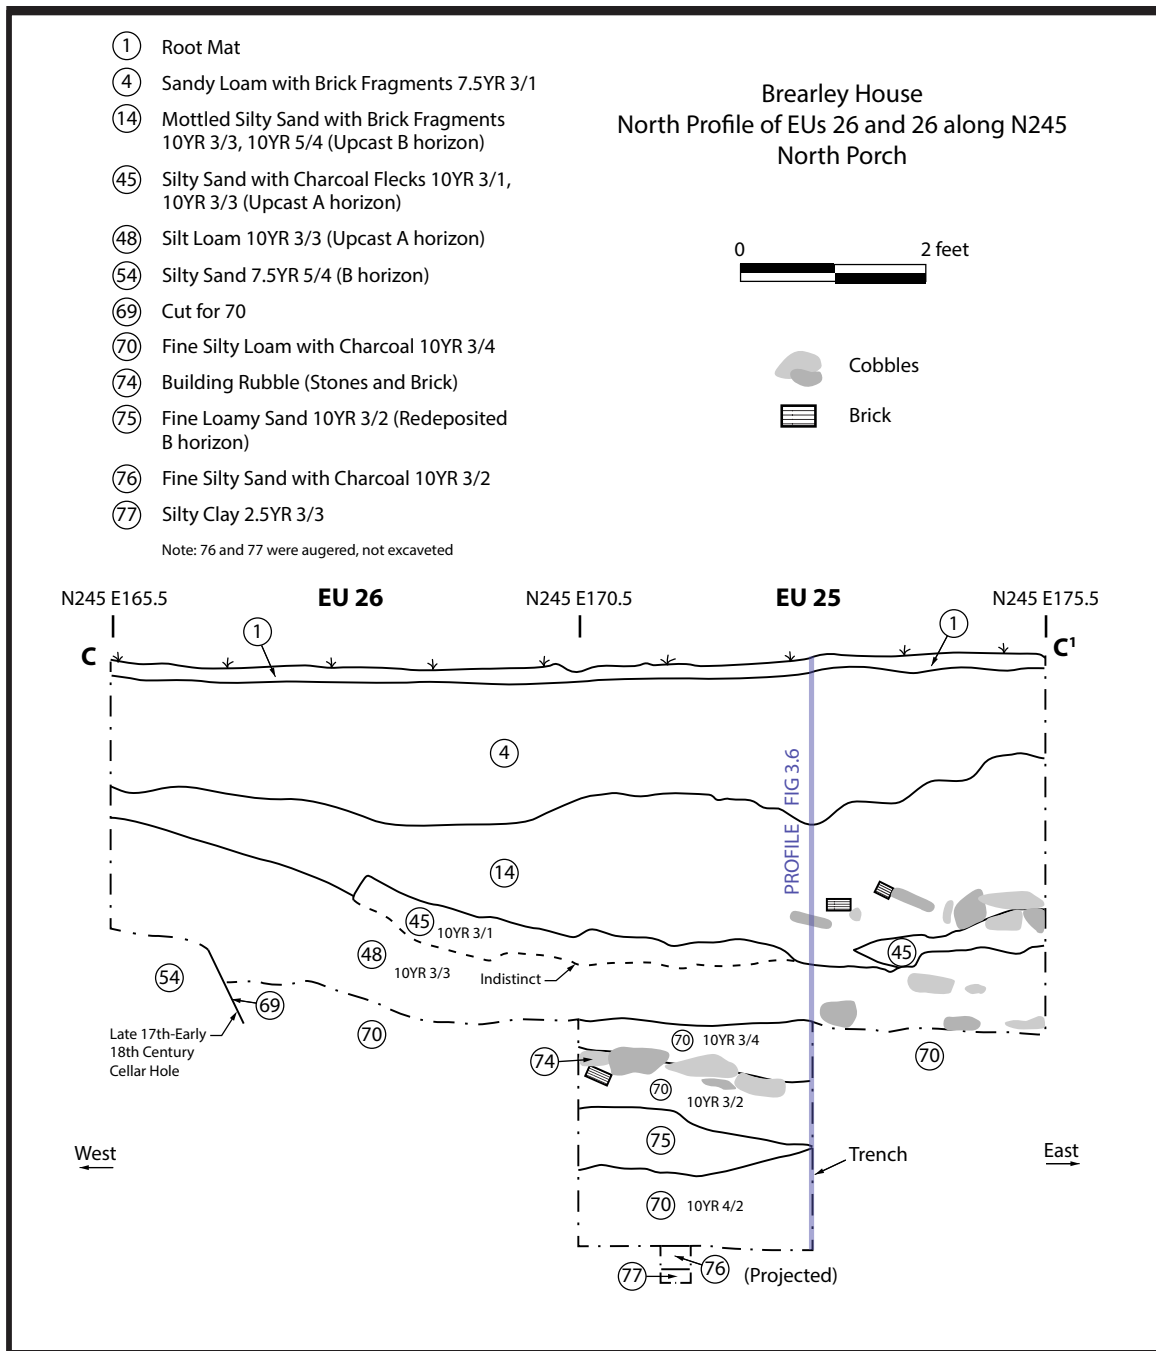 1 Root Mat
4 Sandy Loam with Brick Fragments 7.5YR 3/1
14 Mottled Silty Sand with Brick Fragments
10YR 3/3, 10YR 5/4 (Upcast B horizon)
45 Silty Sand with Charcoal Flecks 10YR 3/1,
10YR 3/3 (Upcast A horizon)
48 Silt Loam 10YR 3/3 (Upcast A horizon)
54 Silty Sand 7.5YR 5/4 (B horizon)
69 Cut for 70
70 Fine Silty Loam with Charcoal 10YR 3/4
74 Building Rubble (Stones and Brick)
75 Fine Loamy Sand 10YR 3/2 (Redeposited
B horizon)
76 Fine Silty Sand with Charcoal 10YR 3/2
77 Silty Clay 2.5YR 3/3
Note: 76 and 77 were augered, not excaveted
Brearley House
North Profile of EUs 26 and 26 along N245
North Porch
0 2 feet
Cobbles
Brick
N245 E165.5 EU 26 N245 E170.5 EU 25 N245 E175.5
1 1
C C¹
4
PROFILE FIG 3.6
14
45 10YR 3/1
45
48 10YR 3/3
Indistinct
54
69
Late 17th-Early
18th Century
Cellar Hole
70
70 10YR 3/4
70
74
70 10YR 3/2
75
West
Trench
East
70 10YR 4/2
76
77
(Projected)